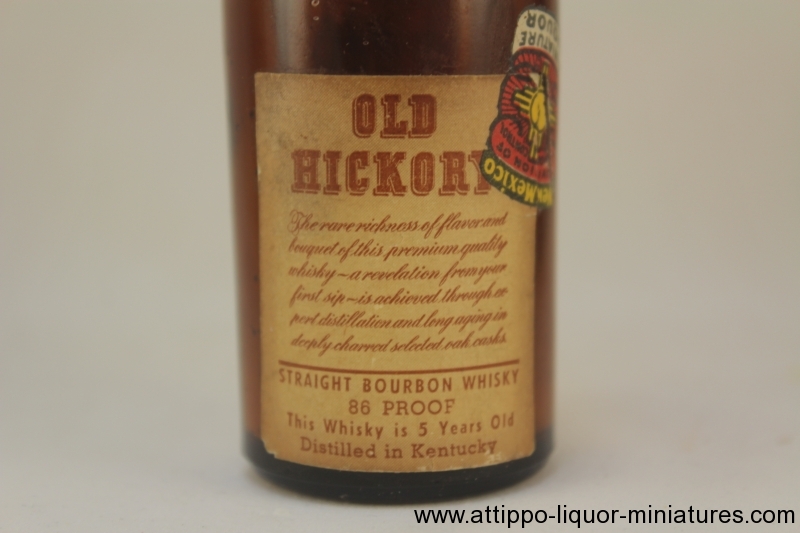 OLD
HICKORY
The rare richness of flavor and
bouquet of this premium quality
whisky—a revelation from your
first sip—is achieved through ex-
pert distillation and long aging in
deeply charred selected oak casks.
STRAIGHT BOURBON WHISKY
86 PROOF
This Whisky is 5 Years Old
Distilled in Kentucky
New Mexico
www.attippo-liquor-miniatures.com